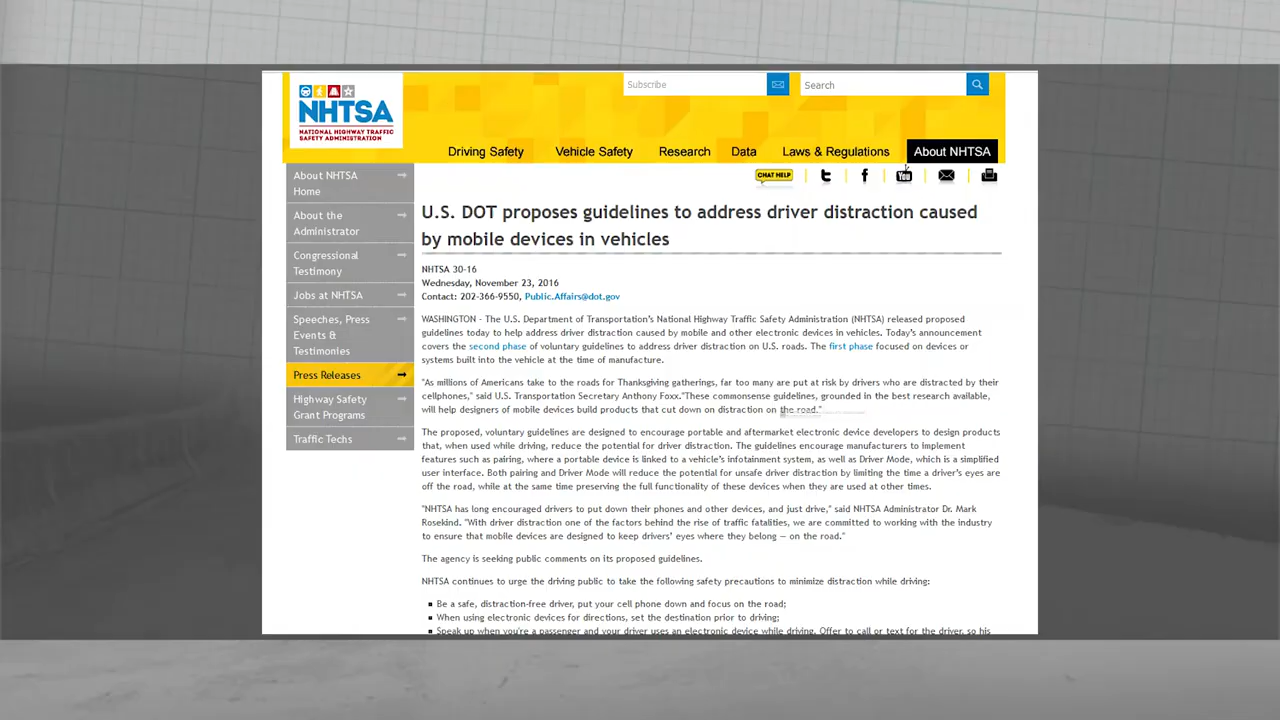 Subscribe
Search
NHTSA
NATIONAL HIGHWAY TRAFFIC
SAFETY ADMINISTRATION
Driving Safety
Vehicle Safety
Research
Data
Laws & Regulations
About NHTSA
CHAT HELP
You
About NHTSA
Home
About the
Administrator
Congressional
Testimony
Jobs at NHTSA
Speeches, Press
Events &
Testimonies
Press Releases
Highway Safety
Grant Programs
Traffic Techs
U.S. DOT proposes guidelines to address driver distraction caused
by mobile devices in vehicles
NHTSA 30-16
Wednesday, November 23, 2016
Contact: 202-366-9550, Public.Affairs@dot.gov
WASHINGTON - The U.S. Department of Transportation's National Highway Traffic Safety Administration (NHTSA) released proposed
guidelines today to help address driver distraction caused by mobile and other electronic devices in vehicles. Today's announcement
covers the second phase of voluntary guidelines to address driver distraction on U.S. roads. The first phase focused on devices or
systems built into the vehicle at the time of manufacture.
"As millions of Americans take to the roads for Thanksgiving gatherings, far too many are put at risk by drivers who are distracted by their
cellphones," said U.S. Transportation Secretary Anthony Foxx."These commonsense guidelines, grounded in the best research available,
will help designers of mobile devices build products that cut down on distraction on the road."
The proposed, voluntary guidelines are designed to encourage portable and aftermarket electronic device developers to design products
that, when used while driving, reduce the potential for driver distraction. The guidelines encourage manufacturers to implement
features such as pairing, where a portable device is linked to a vehicle's infotainment system, as well as Driver Mode, which is a simplified
user interface. Both pairing and Driver Mode will reduce the potential for unsafe driver distraction by limiting the time a driver's eyes are
off the road, while at the same time preserving the full functionality of these devices when they are used at other times.
"NHTSA has long encouraged drivers to put down their phones and other devices, and just drive," said NHTSA Administrator Dr. Mark
Rosekind. "With driver distraction one of the factors behind the rise of traffic fatalities, we are committed to working with the industry
to ensure that mobile devices are designed to keep drivers' eyes where they belong — on the road."
The agency is seeking public comments on its proposed guidelines.
NHTSA continues to urge the driving public to take the following safety precautions to minimize distraction while driving:
Be a safe, distraction-free driver, put your cell phone down and focus on the road;
When using electronic devices for directions, set the destination prior to driving;
Speak up when you're a passenger and your driver uses an electronic device while driving. Offer to call or text for the driver, so his